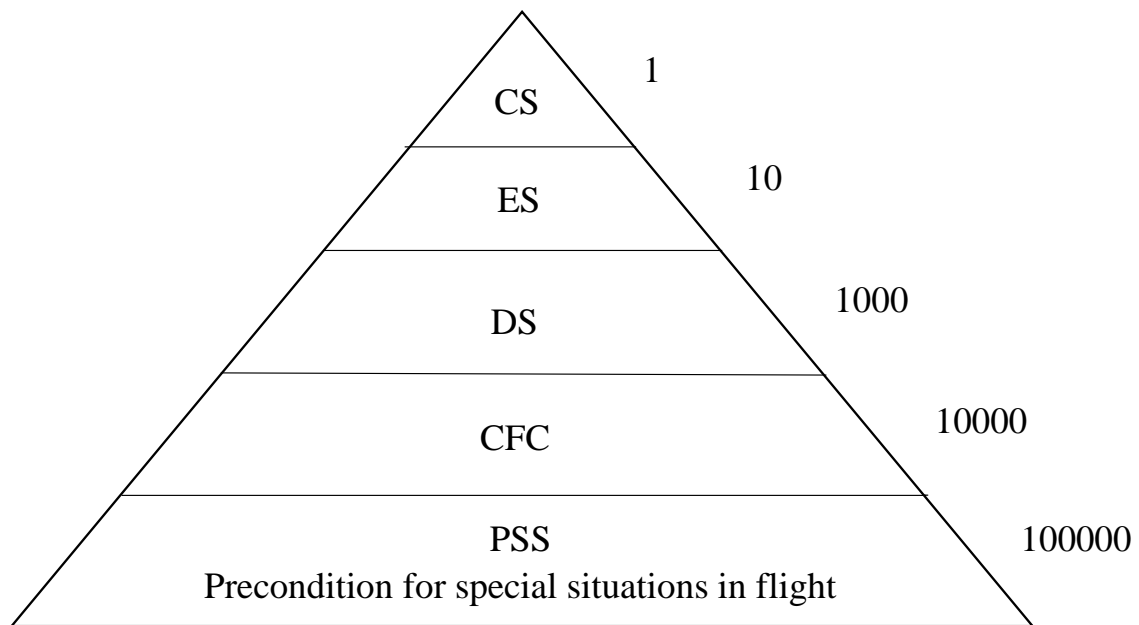 CS
1
ES
10
DS
1000
CFC
10000
PSS
100000
Precondition for special situations in flight